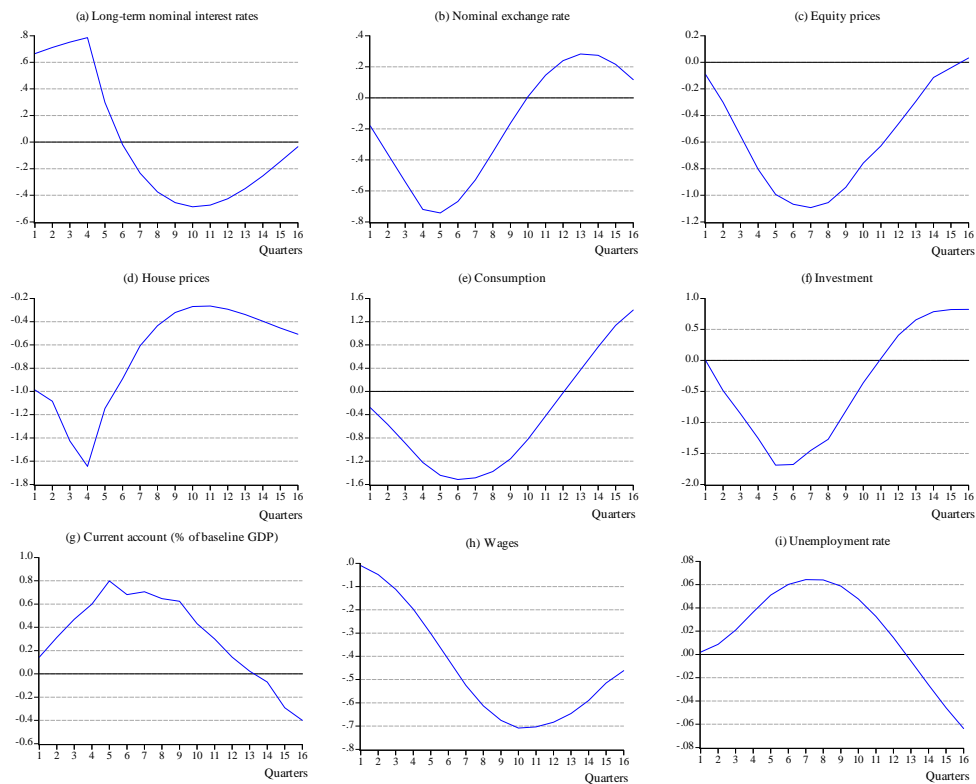 (a) Long-term nominal interest rates
.8
.6
.4
.2
.0
-.2
-.4
-.6
1 2 3 4 5 6 7 8 9 10 11 12 13 14 15 16
Quarters
(b) Nominal exchange rate
.4
.2
.0
-.2
-.4
-.6
-.8
1 2 3 4 5 6 7 8 9 10 11 12 13 14 15 16
Quarters
(c) Equity prices
0.2
0.0
-0.2
-0.4
-0.6
-0.8
-1.0
-1.2
1 2 3 4 5 6 7 8 9 10 11 12 13 14 15 16
Quarters
(d) House prices
-0.2
-0.4
-0.6
-0.8
-1.0
-1.2
-1.4
-1.6
-1.8
1 2 3 4 5 6 7 8 9 10 11 12 13 14 15 16
Quarters
(e) Consumption
1.6
1.2
0.8
0.4
0.0
-0.4
-0.8
-1.2
-1.6
1 2 3 4 5 6 7 8 9 10 11 12 13 14 15 16
Quarters
(f) Investment
1.0
0.5
0.0
-0.5
-1.0
-1.5
-2.0
1 2 3 4 5 6 7 8 9 10 11 12 13 14 15 16
Quarters
(g) Current account (% of baseline GDP)
1.0
0.8
0.6
0.4
0.2
0.0
-0.2
-0.4
-0.6
1 2 3 4 5 6 7 8 9 10 11 12 13 14 15 16
Quarters
(h) Wages
.0
-.1
-.2
-.3
-.4
-.5
-.6
-.7
-.8
1 2 3 4 5 6 7 8 9 10 11 12 13 14 15 16
Quarters
(i) Unemployment rate
.08
.06
.04
.02
.00
-.02
-.04
-.06
-.08
1 2 3 4 5 6 7 8 9 10 11 12 13 14 15 16
Quarters